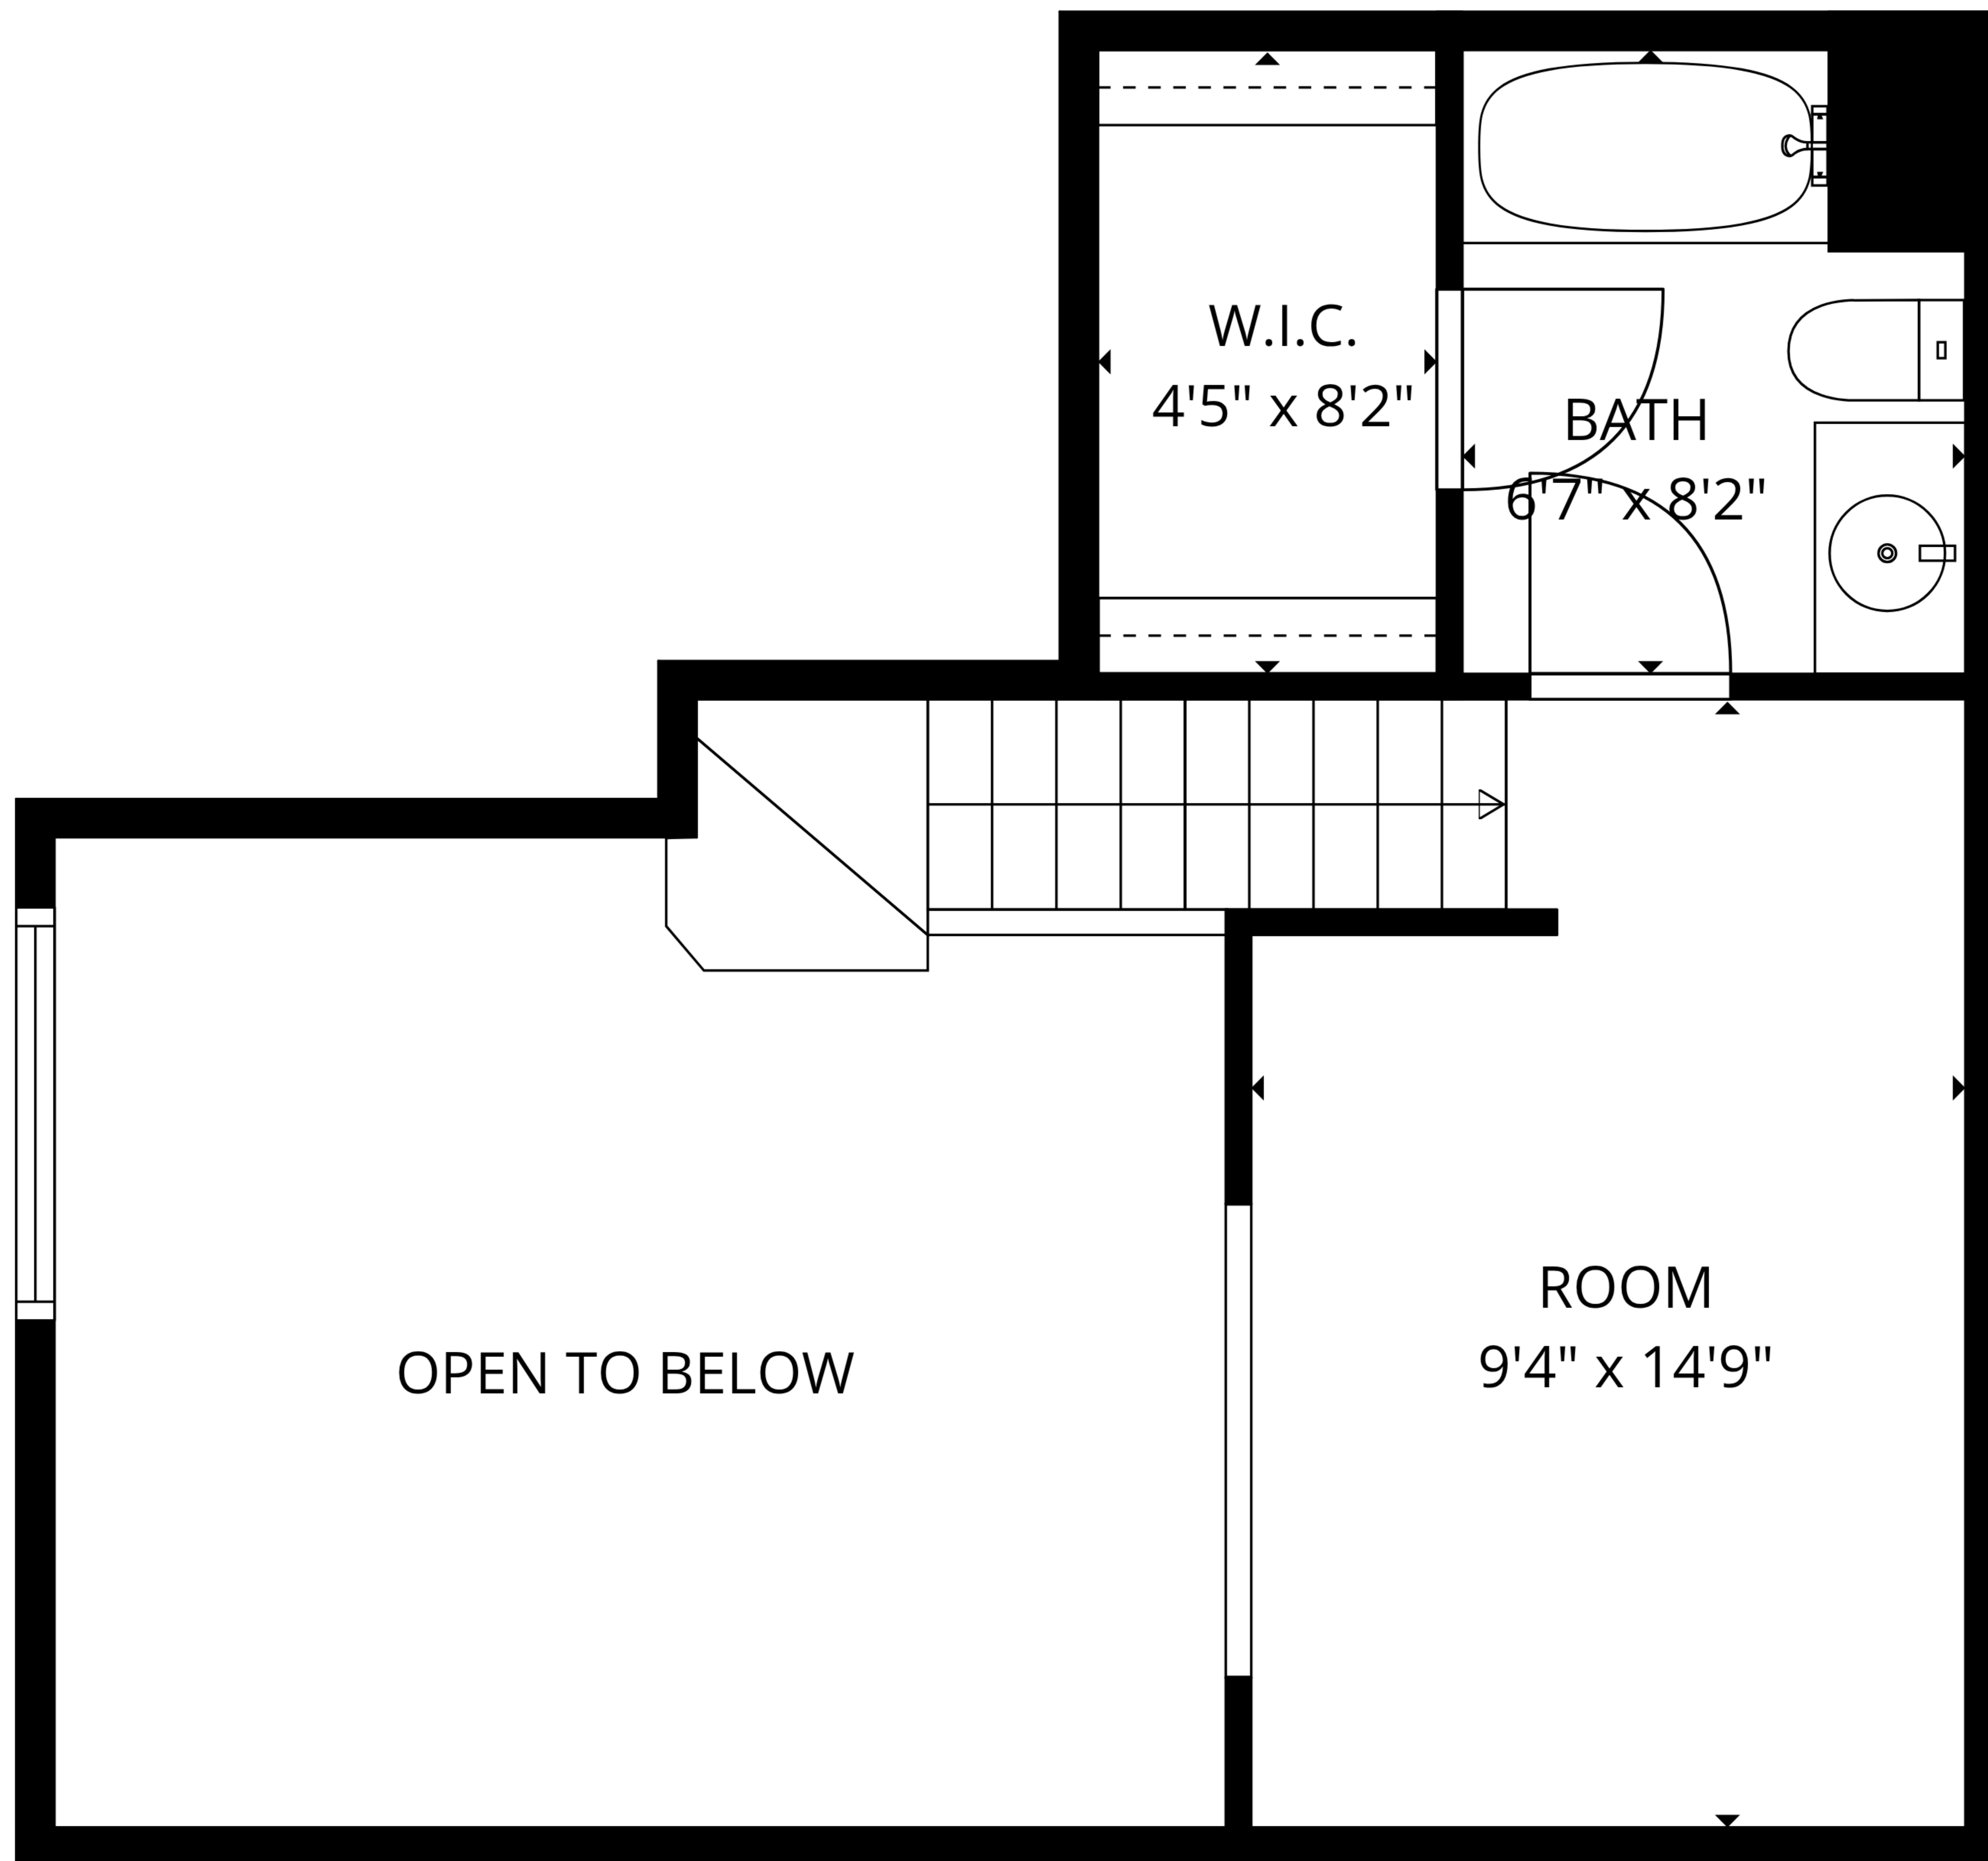 W.I.C.
4'5" x 8'2"
BATH
6'7" x 8'2"
ROOM
9'4" x 14'9"
OPEN TO BELOW